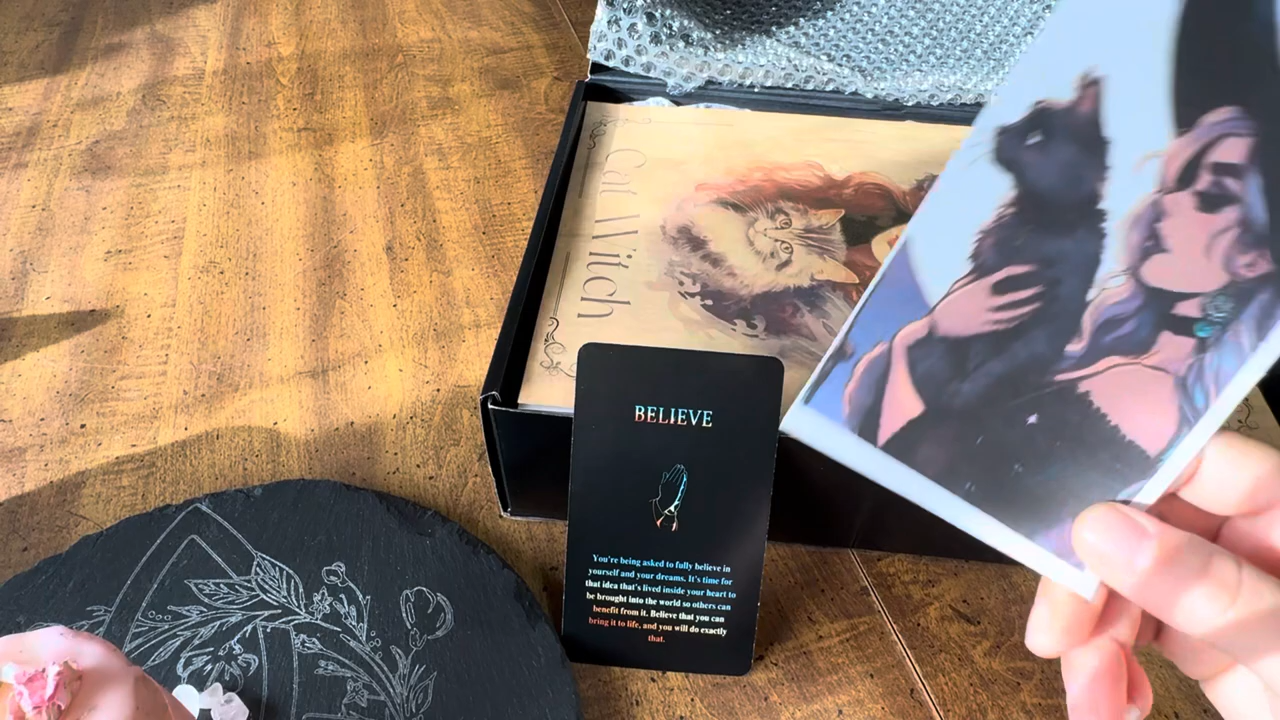 Cat Witch
BELIEVE
You're being asked to fully believe in
yourself and your dreams. It's time for
that idea that's lived inside your heart to
be brought into the world so others can
benefit from it. Believe that you can
bring it to life, and you will do exactly
that.